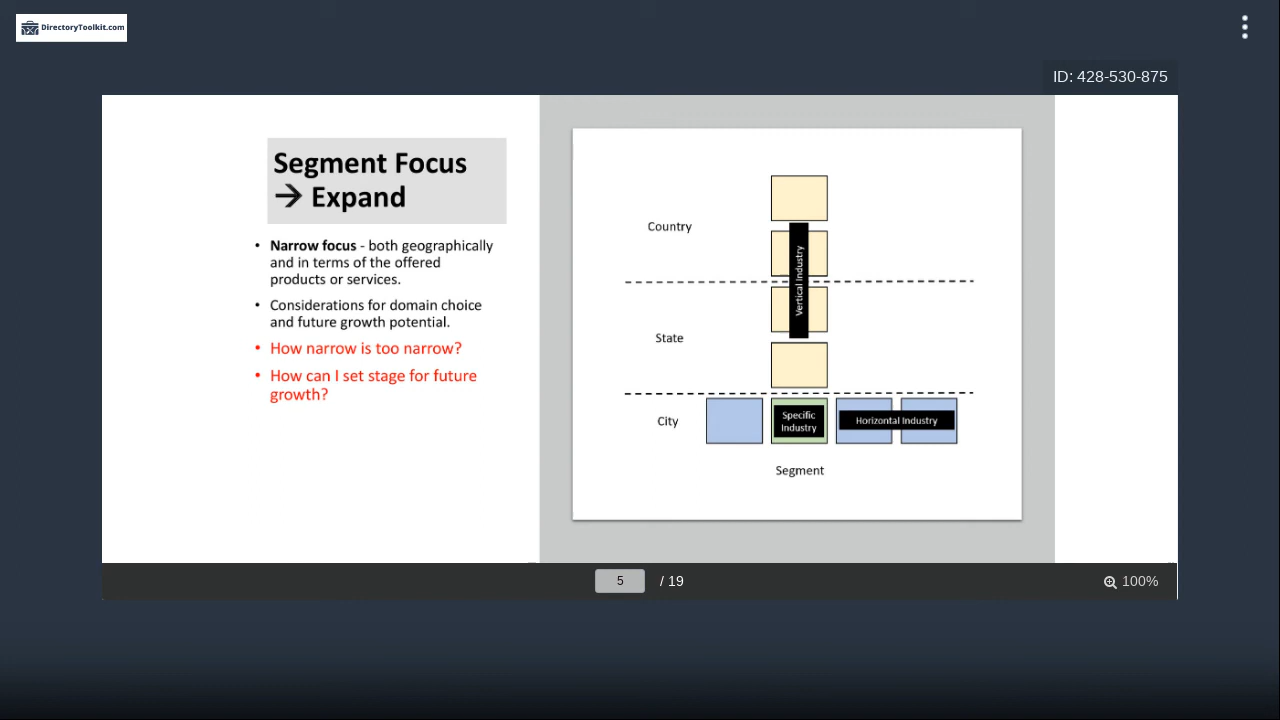 DirectoryToolkit.com
ID: 428-530-875
Segment Focus
→ Expand
• Narrow focus - both geographically
and in terms of the offered
products or services.
• Considerations for domain choice
and future growth potential.
• How narrow is too narrow?
• How can I set stage for future
growth?
Country
Vertical Industry
State
City
Specific
Industry
Horizontal Industry
Segment
5 / 19
100%